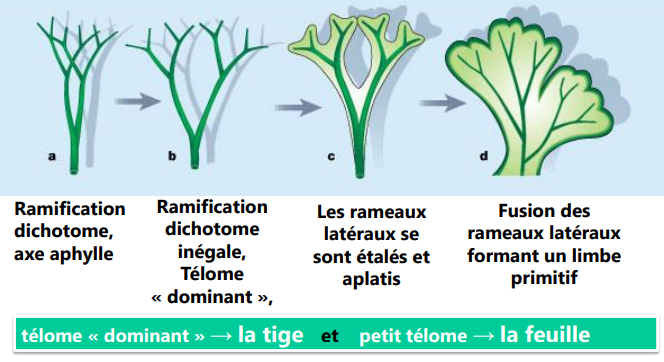 a
b
c
d
Ramification
dichotome,
axe aphylle
Ramification
dichotome
inégale,
Télome
« dominant »,
Les rameaux
latéraux se
sont étalés et
aplatis
Fusion des
rameaux latéraux
formant un limbe
primitif
télome « dominant » → la tige et petit télome → la feuille